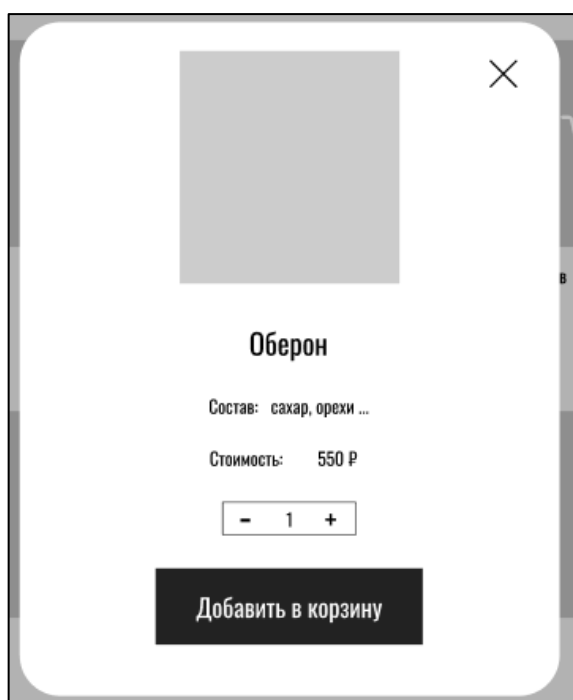 Оберон
Состав: сахар, орехи ...
Стоимость: 550 ₽
- 1 +
Добавить в корзину
в